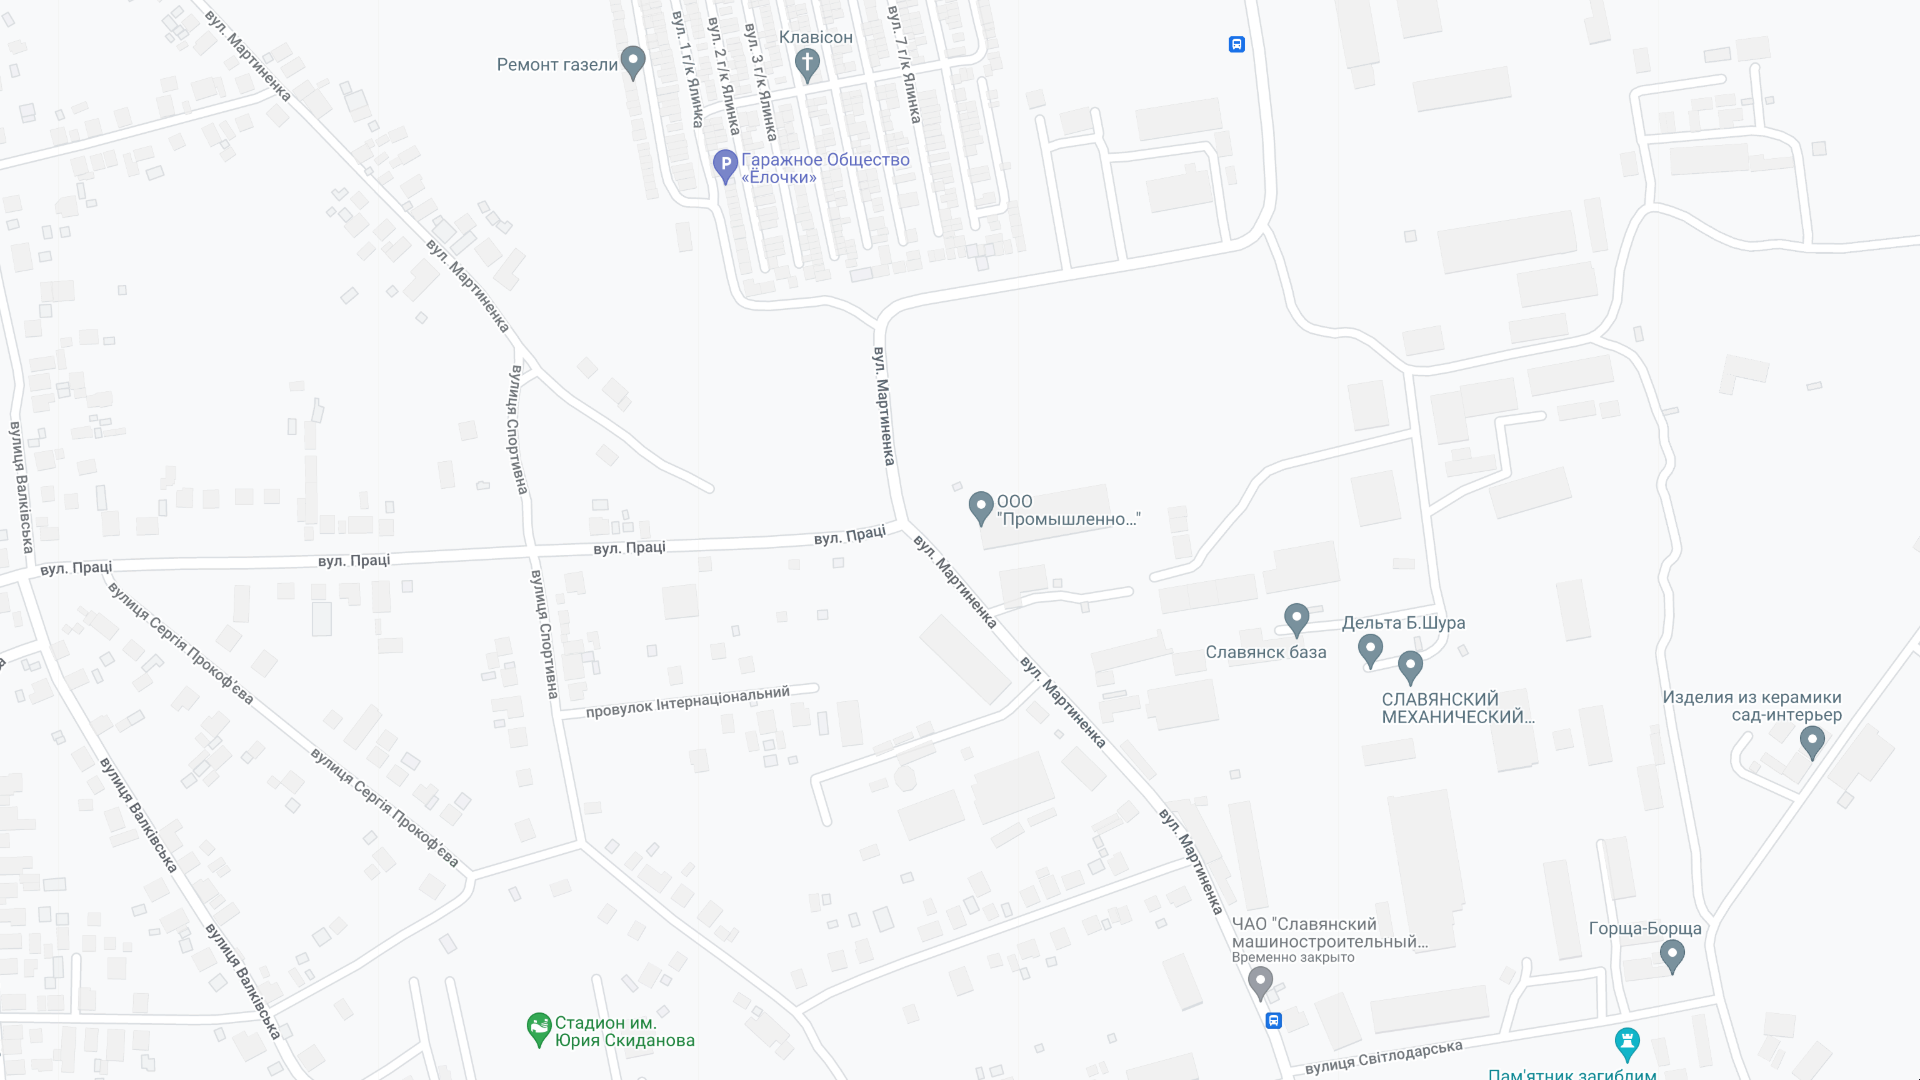 вул. Мартиненка
вул. 1 г/к Ялинка
вул. 2 г/к Ялинка
вул. 3 г/к Ялинка
вул. 7 г/к Ялинка
Клавісон
Ремонт газели
P
Гаражное Общество
«Ёлочки»
вул. Мартиненка
вул. Мартиненка
вулиця Спортивна
вулиця Валківська
ООО
"Промышленно..."
вул. Праці
вул. Праці
вул. Праці
вул. Праці
вул. Мартиненка
вулиця Сергія Прокоф'єва
вулиця Спортивна
Дельта Б.Шура
Славянск база
вул. Мартиненка
провулок Інтернаціональний
СЛАВЯНСКИЙ
МЕХАНИЧЕСКИЙ...
Изделия из керамики
сад-интерьер
вулиця Сергія Прокоф'єва
вулиця Валківська
вул. Мартиненка
ЧАО "Славянский
машиностроительный...
Временно закрыто
Горща-Борща
вулиця Валківська
Стадион им.
Юрия Скиданова
вулиця Світлодарська
Пам'ятник загиблим